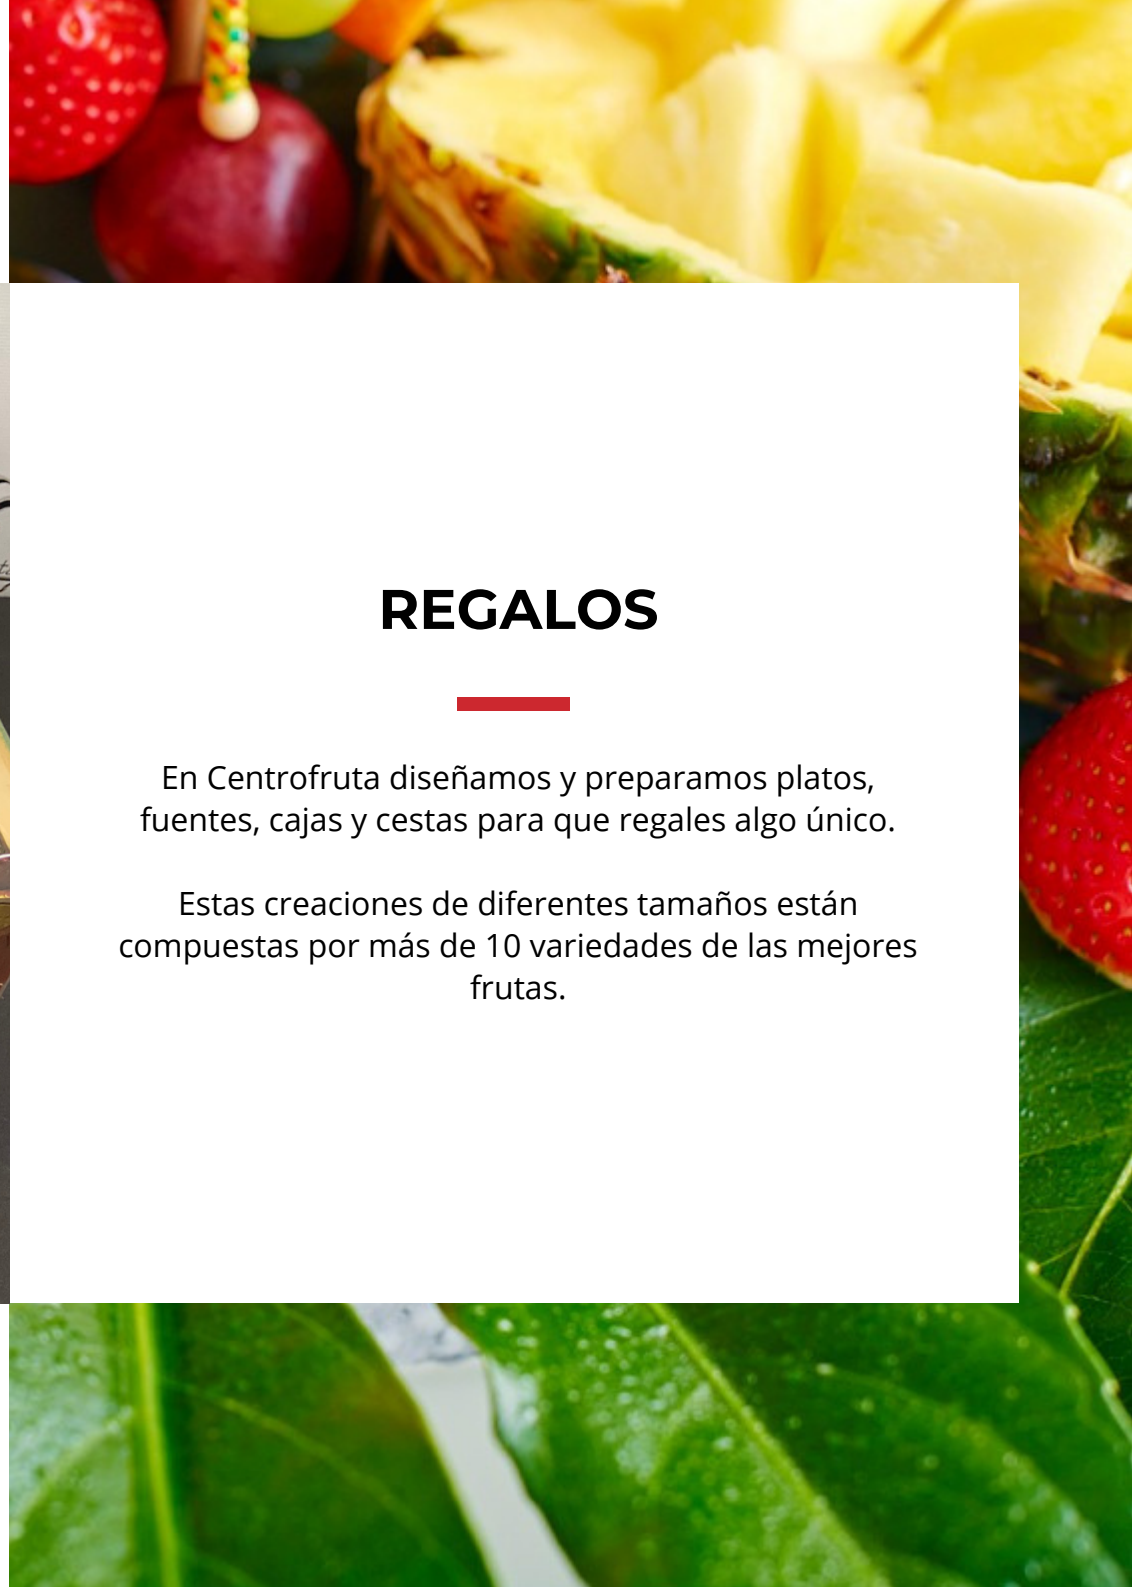 REGALOS
En Centrofruta diseñamos y preparamos platos,
fuentes, cajas y cestas para que regales algo único.
Estas creaciones de diferentes tamaños están
compuestas por más de 10 variedades de las mejores
frutas.